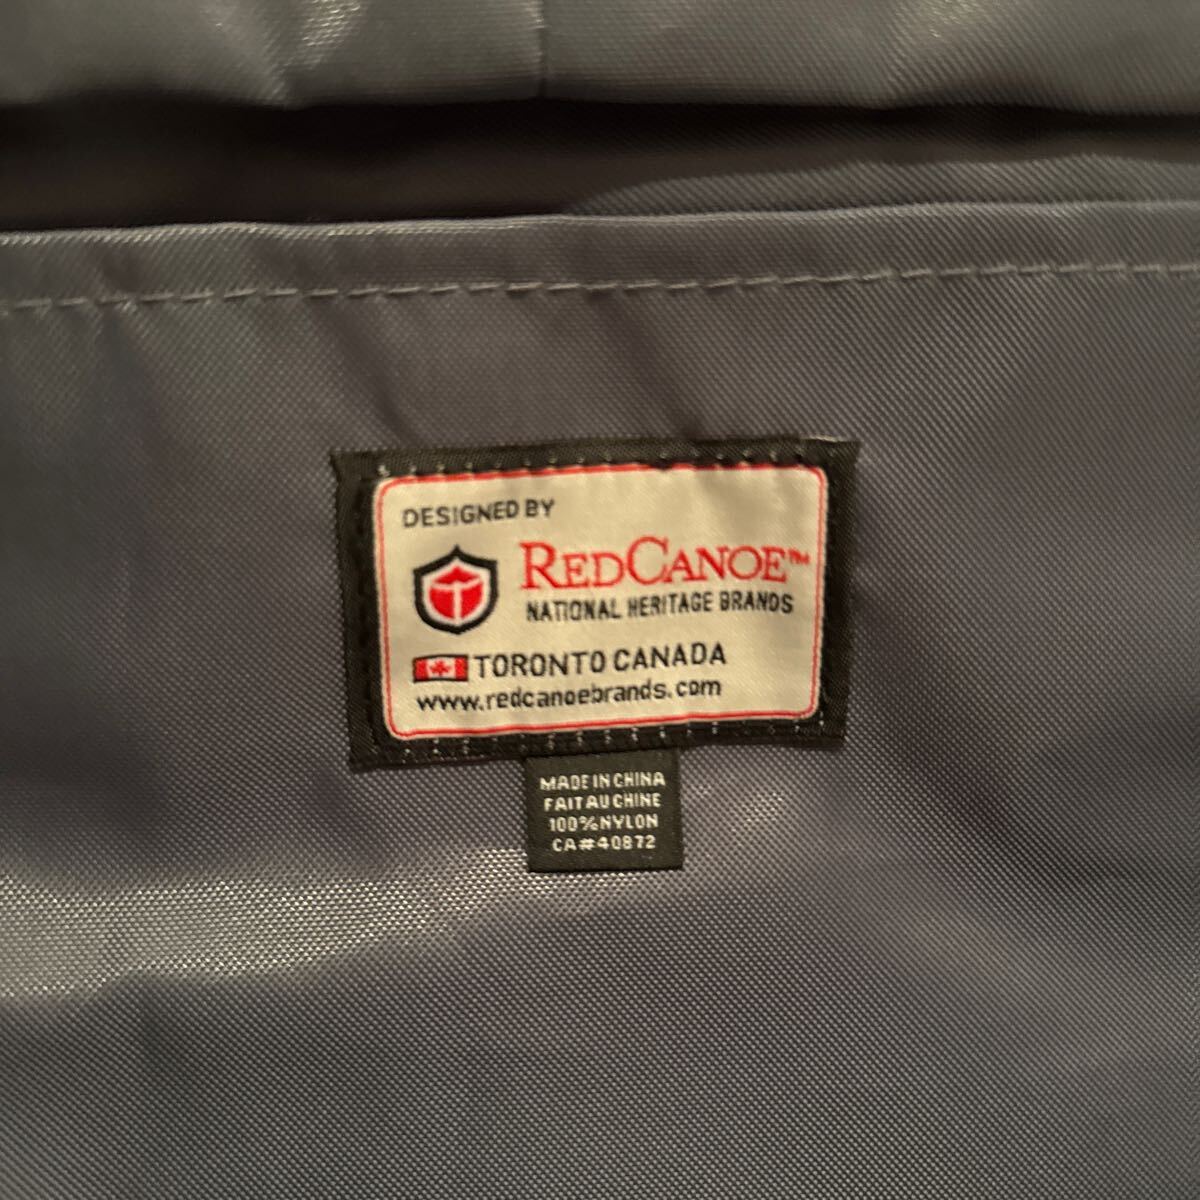 DESIGNED BY
REDCANOE™
NATIONAL HERITAGE BRANDS
TORONTO CANADA
www.redcanoebrands.com
MADE IN CHINA
FAIT AU CHINE
100% NYLON
CA#40872